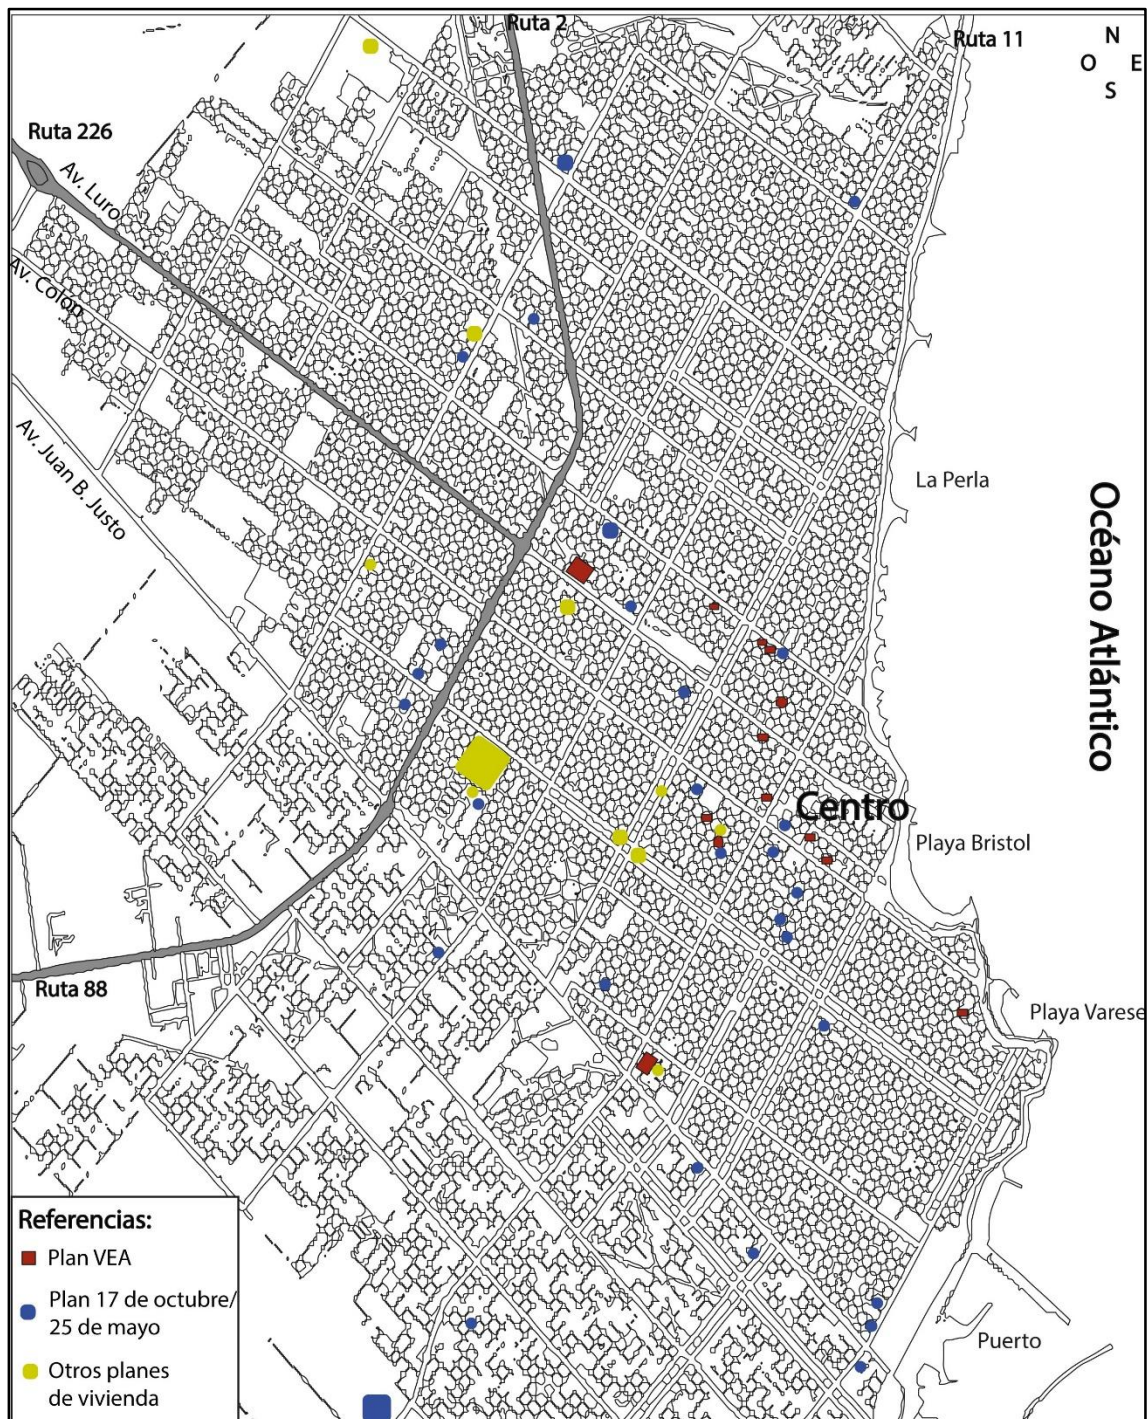 Ruta 2
Ruta 11
N
O E
S
Ruta 226
Av. Luro
Av. Colon
Av. Juan B. Justo
La Perla
Océano Atlántico
Centro
Playa Bristol
Ruta 88
Playa Varese
Referencias:
Plan VEA
Plan 17 de octubre/
25 de mayo
Otros planes
de vivienda
Puerto